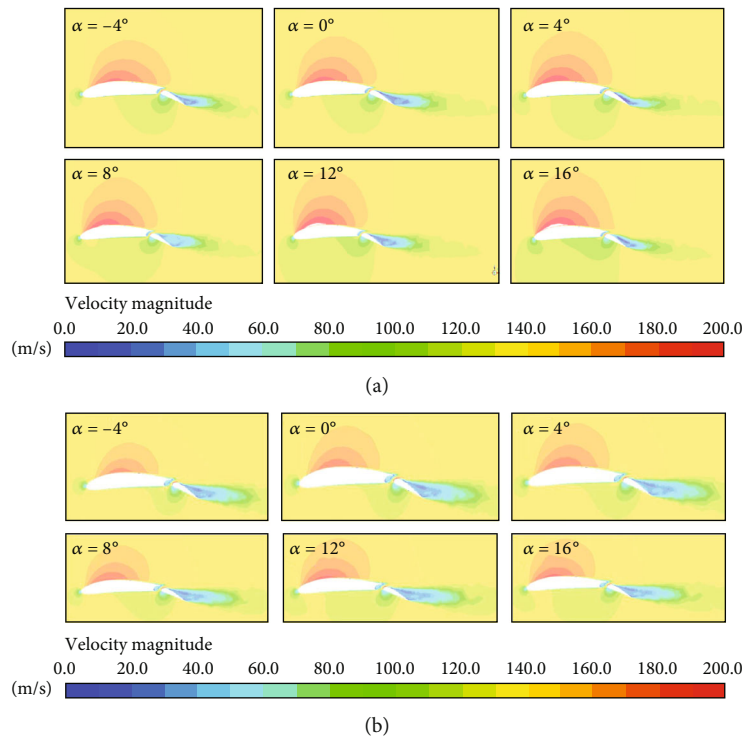 α = –4°
α = 0°
α = 4°
α = 8°
α = 12°
α = 16°
Velocity magnitude
0.0 20.0 40.0 60.0 80.0 100.0 120.0 140.0 160.0 180.0 200.0
(m/s)
(a)
α = –4°
α = 0°
α = 4°
α = 8°
α = 12°
α = 16°
Velocity magnitude
0.0 20.0 40.0 60.0 80.0 100.0 120.0 140.0 160.0 180.0 200.0
(m/s)
(b)